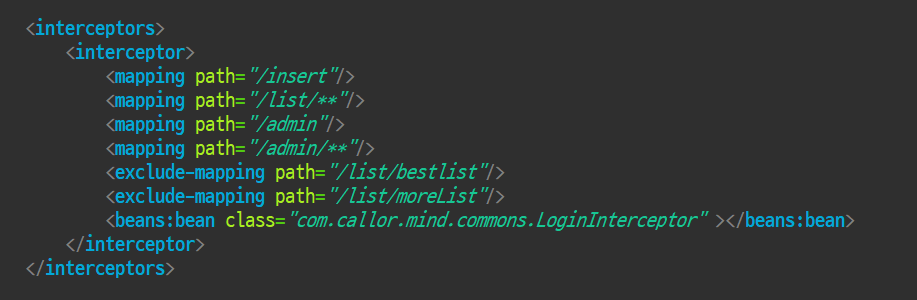 <interceptors>
<interceptor>
<mapping path="/insert"/>
<mapping path="/list/**"/>
<mapping path="/admin"/>
<mapping path="/admin/**"/>
<exclude-mapping path="/list/bestlist"/>
<exclude-mapping path="/list/moreList"/>
<beans:bean class="com.callor.mind.commons.LoginInterceptor" ></beans:bean>
</interceptor>
</interceptors>